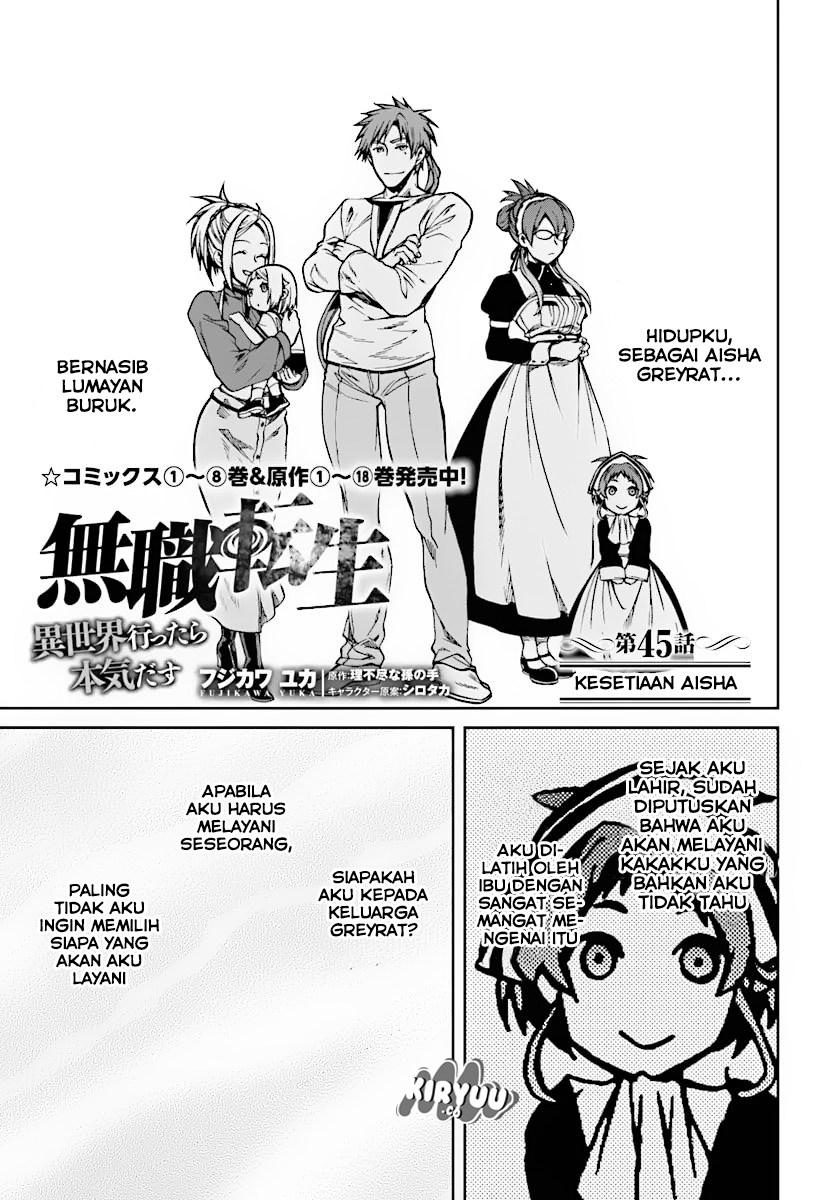 HIDUPKU,
SEBAGAI AISHA
GREYRAT...
BERNASIB
LUMAYAN
BURUK.
☆コミックス①~⑧巻&原作①~⑱巻発売中!
無職転生
異世界行ったら
本気だす
フジカワ ユカ
FUJIKAWA YUKA
原作:理不尽な孫の手
キャラクター原案:シロタカ
第45話
KESETIAAN AISHA
SEJAK AKU
LAHIR, SUDAH
DIPUTUSKAN
BAHWA AKU
AKAN MELAYANI
KAKAKKU YANG
BAHKAN AKU
TIDAK TAHU
AKU DI-
LATIH OLEH
IBU DENGAN
SANGAT SE-
MANGAT ME-
NGENAI ITU
SIAPAKAH
AKU KEPADA
KELUARGA
GREYRAT?
APABILA
AKU HARUS
MELAYANI
SESEORANG,
PALING
TIDAK AKU
INGIN MEMILIH
SIAPA YANG
AKAN AKU
LAYANI
KIRYUU
.CO